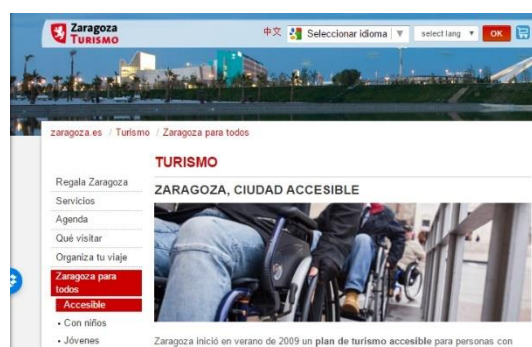 Zaragoza
TURISMO
中文
Seleccionar idioma
select lang
OK
zaragoza.es / Turismo / Zaragoza para todos
TURISMO
Regala Zaragoza
Servicios
Agenda
Qué visitar
Organiza tu viaje
Zaragoza para
todos
Accesible
• Con niños
• Jóvenes
ZARAGOZA, CIUDAD ACCESIBLE
Zaragoza inició en verano de 2009 un plan de turismo accesible para personas con